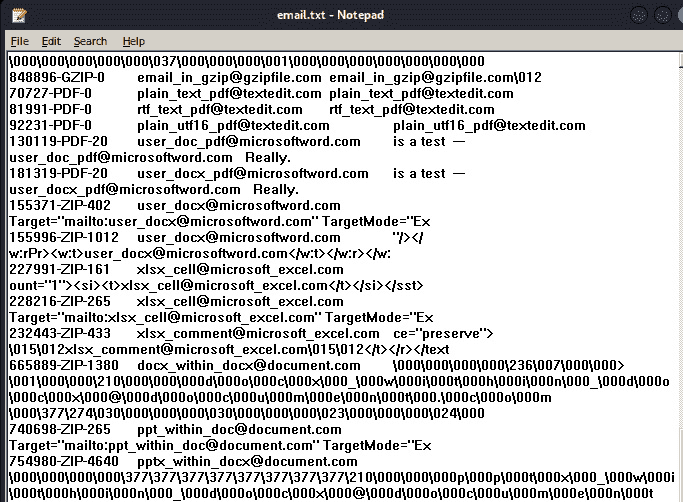 email.txt - Notepad
File Edit Search Help
\000\000\000\000\000\037\000\000\000\001\000\000\000\000\000\000\000\000
848896-GZIP-0 email_in_gzip@gzipfile.com email_in_gzip@gzipfile.com\012
70727-PDF-0 plain_text_pdf@textedit.com plain_text_pdf@textedit.com
81991-PDF-0 rtf_text_pdf@textedit.com rtf_text_pdf@textedit.com
92231-PDF-0 plain_utf16_pdf@textedit.com plain_utf16_pdf@textedit.com
130119-PDF-20 user_doc_pdf@microsoftword.com is a test —
user_doc_pdf@microsoftword.com Really.
181319-PDF-20 user_docx_pdf@microsoftword.com is a test —
user_docx_pdf@microsoftword.com Really.
155371-ZIP-402 user_docx@microsoftword.com
Target="mailto:user_docx@microsoftword.com" TargetMode="Ex
155996-ZIP-1012 user_docx@microsoftword.com "/></
w:rPr><w:t>user_docx@microsoftword.com</w:t></w:r></w:
227991-ZIP-161 xlsx_cell@microsoft_excel.com
ount="1"><si><t>xlsx_cell@microsoft_excel.com</t></si></sst>
228216-ZIP-265 xlsx_cell@microsoft_excel.com
Target="mailto:xlsx_cell@microsoft_excel.com" TargetMode="Ex
232443-ZIP-433 xlsx_comment@microsoft_excel.com ce="preserve">
\015\012xlsx_comment@microsoft_excel.com\015\012</t></r></text
665889-ZIP-1380 docx_within_docx@document.com \000\000\000\000\236\007\000\000>
\001\000\000\210\000\000\000d\000o\000c\000x\000_\000w\000i\000t\000h\000i\000n\000_\000d\000o
\000c\000x\000@\000d\000o\000c\000u\000m\000e\000n\000t\000.\000c\000o\000m
\000\377\274\030\000\000\000\030\000\000\000\023\000\000\000\024\000
740698-ZIP-265 ppt_within_doc@document.com
Target="mailto:ppt_within_doc@document.com" TargetMode="Ex
754980-ZIP-4640 pptx_within_docx@document.com
\000\000\000\000\377\377\377\377\377\377\377\377\210\000\000\000p\000p\000t\000x\000_\000w\000i
\000t\000h\000i\000n\000_\000d\000o\000c\000x\000@\000d\000o\000c\000u\000m\000e\000n\000t